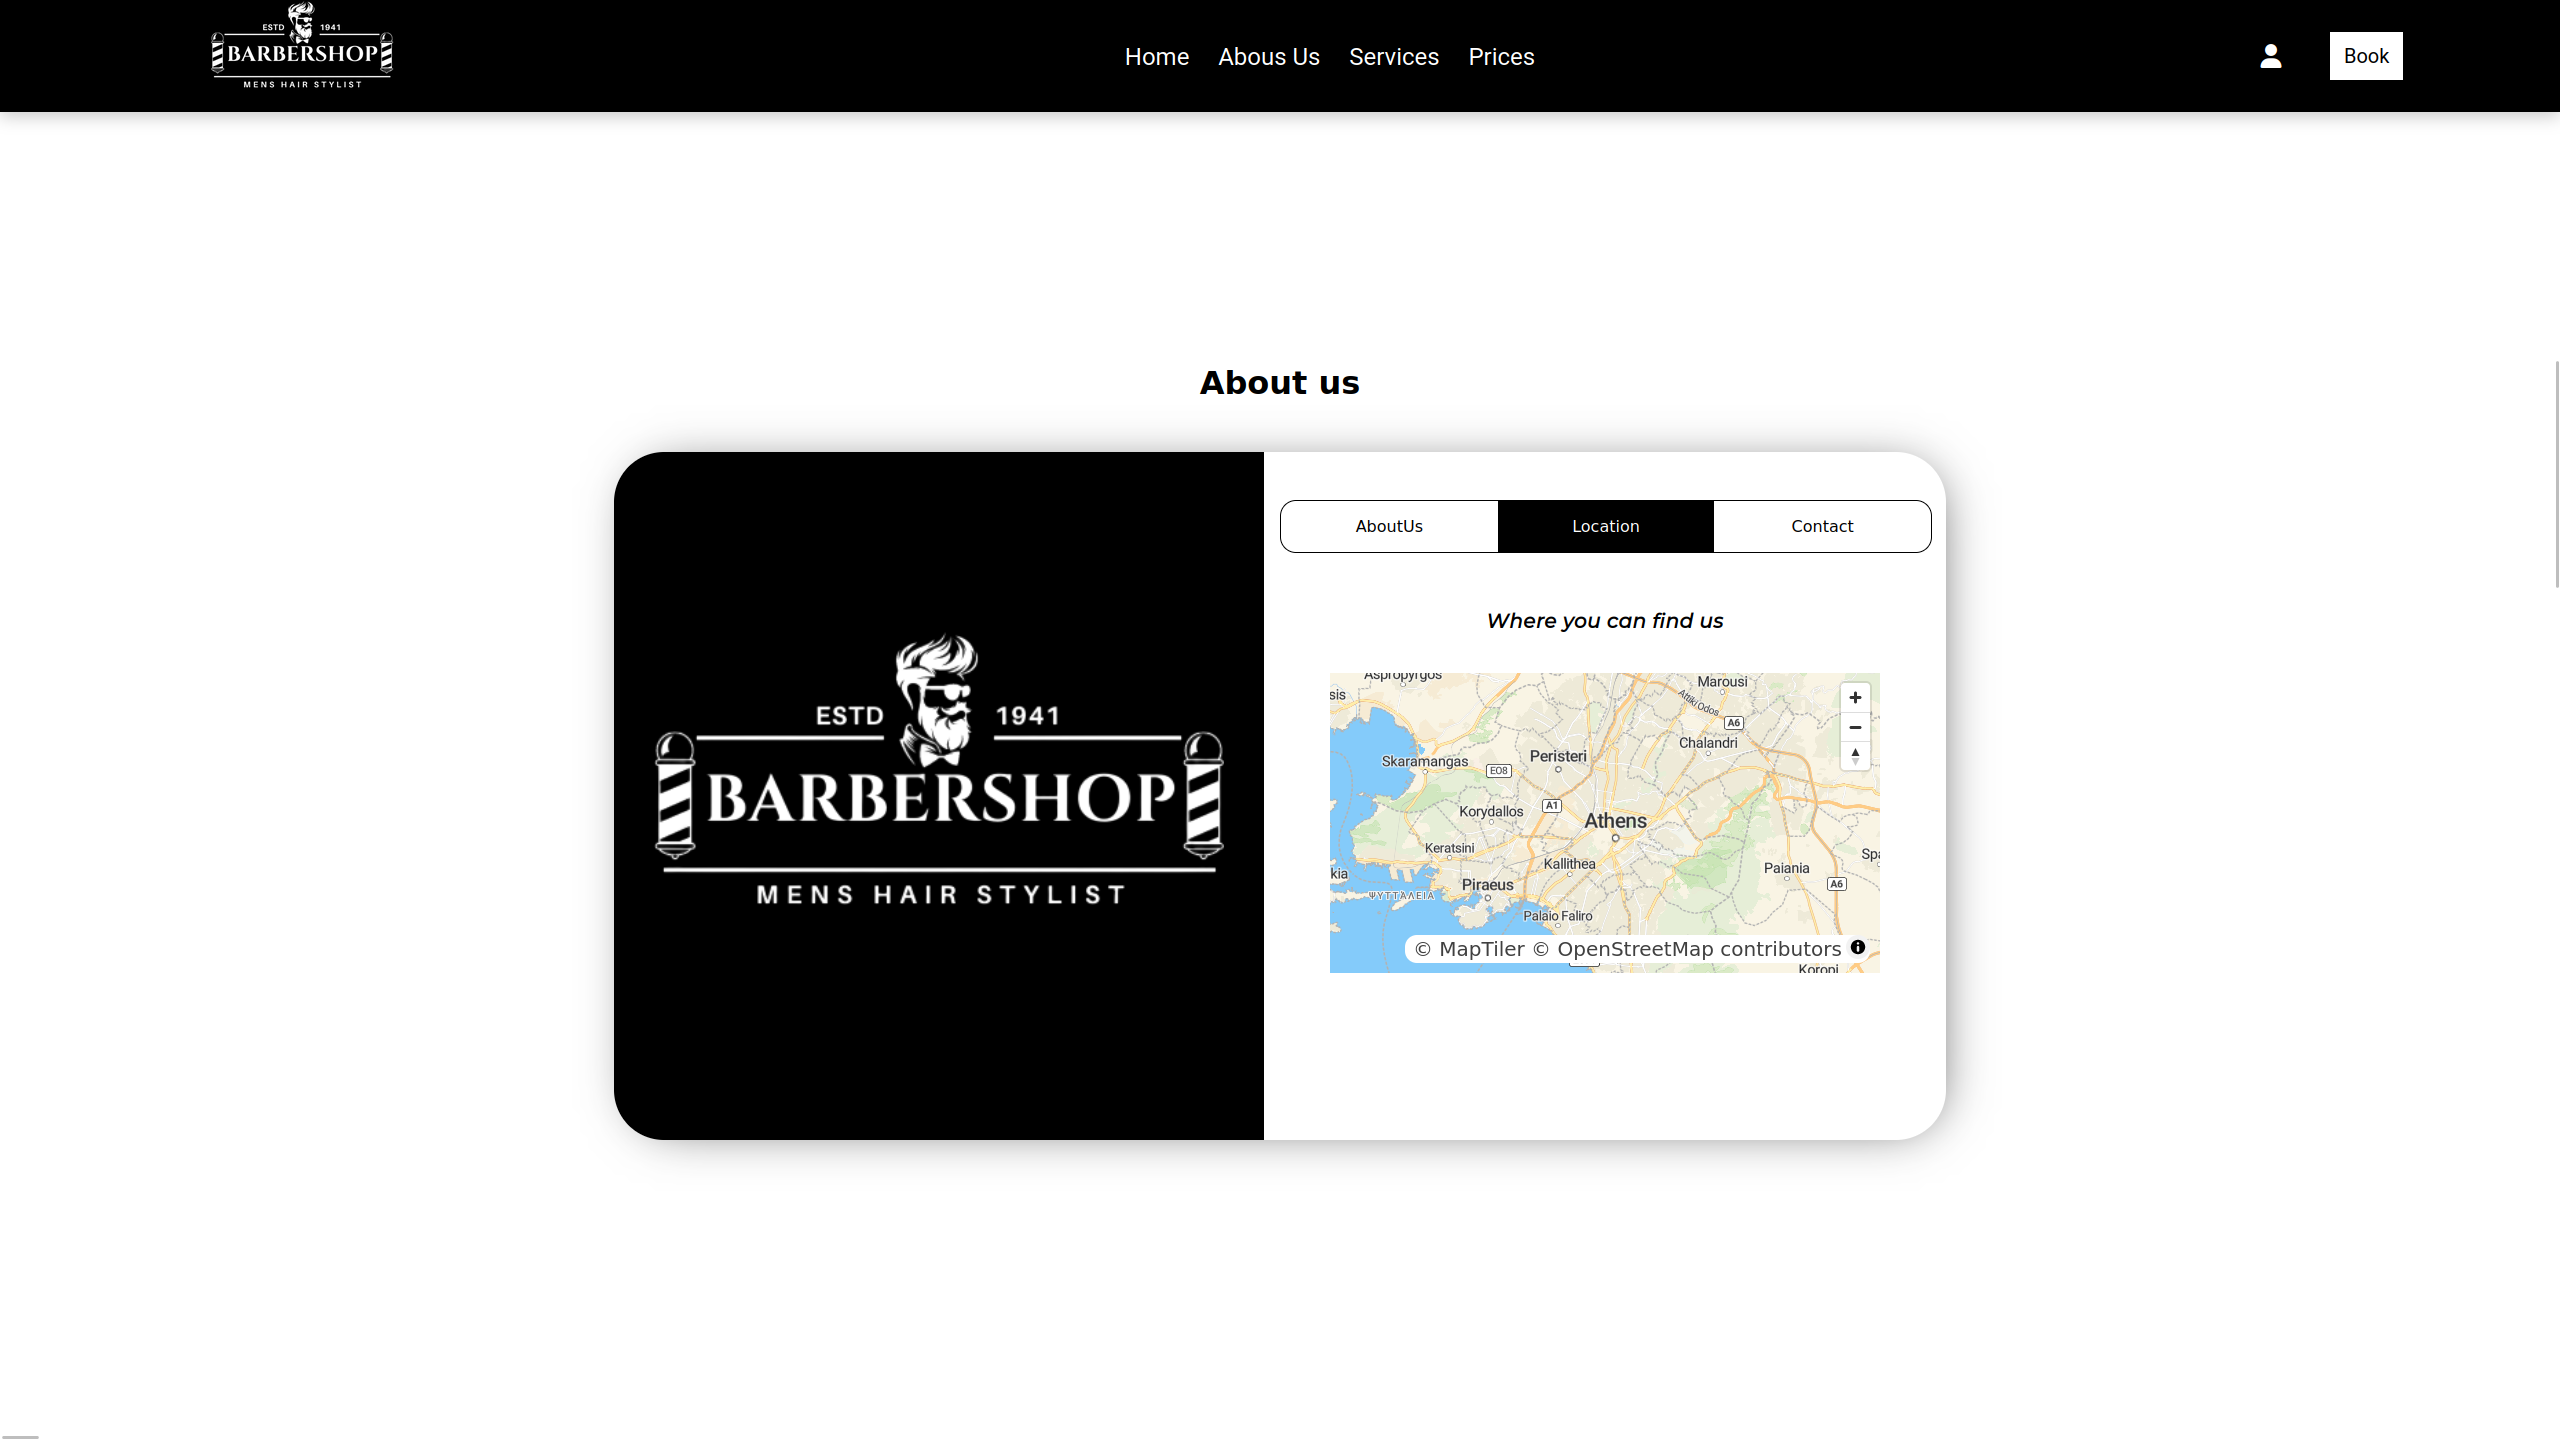 ESTD 1941
BARBERSHOP
MENS HAIR STYLIST
Home Abous Us Services Prices
Book
About us
ESTD 1941
BARBERSHOP
MENS HAIR STYLIST
AboutUs Location Contact
Where you can find us
Aspropyrgos
Marousi
sis
Attiki Odos
A6
Chalandri
Peristeri
Skaramangas
E08
A1
Korydallos
Athens
Keratsini
Kallithea
Spa
Paiania
kia
Piraeus
A6
ΨΥΤΤΆΛΕΙΑ
Palaio Faliro
© MapTiler © OpenStreetMap contributors
Koropi